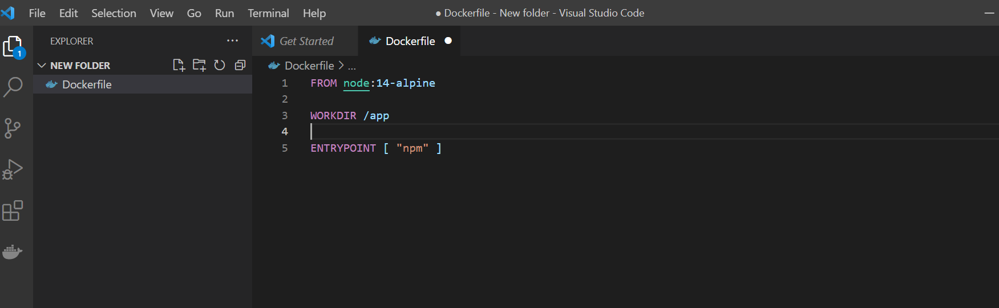 File Edit Selection View Go Run Terminal Help ● Dockerfile - New folder - Visual Studio Code
EXPLORER ...
Get Started Dockerfile ●
1
NEW FOLDER
Dockerfile > ...
Dockerfile
1 FROM node:14-alpine
2
3 WORKDIR /app
4
5 ENTRYPOINT [ "npm" ]